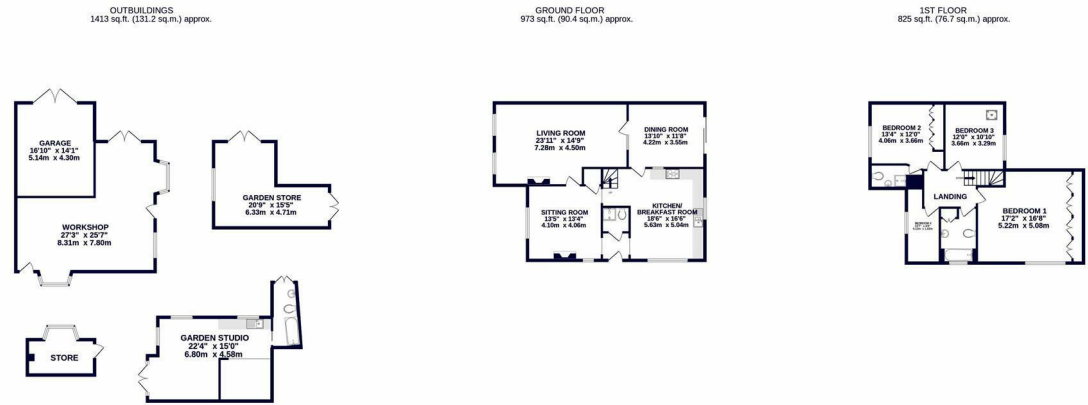 OUTBUILDINGS
1413 sq.ft. (131.2 sq.m.) approx.
GARAGE
16'10" x 14'1"
5.14m x 4.30m
WORKSHOP
27'3" x 25'7"
8.31m x 7.80m
GARDEN STORE
20'9" x 15'5"
6.33m x 4.71m
STORE
GARDEN STUDIO
22'4" x 15'0"
6.80m x 4.58m
GROUND FLOOR
973 sq.ft. (90.4 sq.m.) approx.
LIVING ROOM
23'11" x 14'9"
7.28m x 4.50m
DINING ROOM
13'10" x 11'8"
4.22m x 3.55m
SITTING ROOM
13'5" x 13'4"
4.10m x 4.06m
KITCHEN/
BREAKFAST ROOM
18'6" x 16'6"
5.63m x 5.04m
1ST FLOOR
825 sq.ft. (76.7 sq.m.) approx.
BEDROOM 2
13'4" x 12'0"
4.06m x 3.66m
BEDROOM 3
12'0" x 10'10"
3.66m x 3.29m
LANDING
BEDROOM 1
17'2" x 16'8"
5.22m x 5.08m